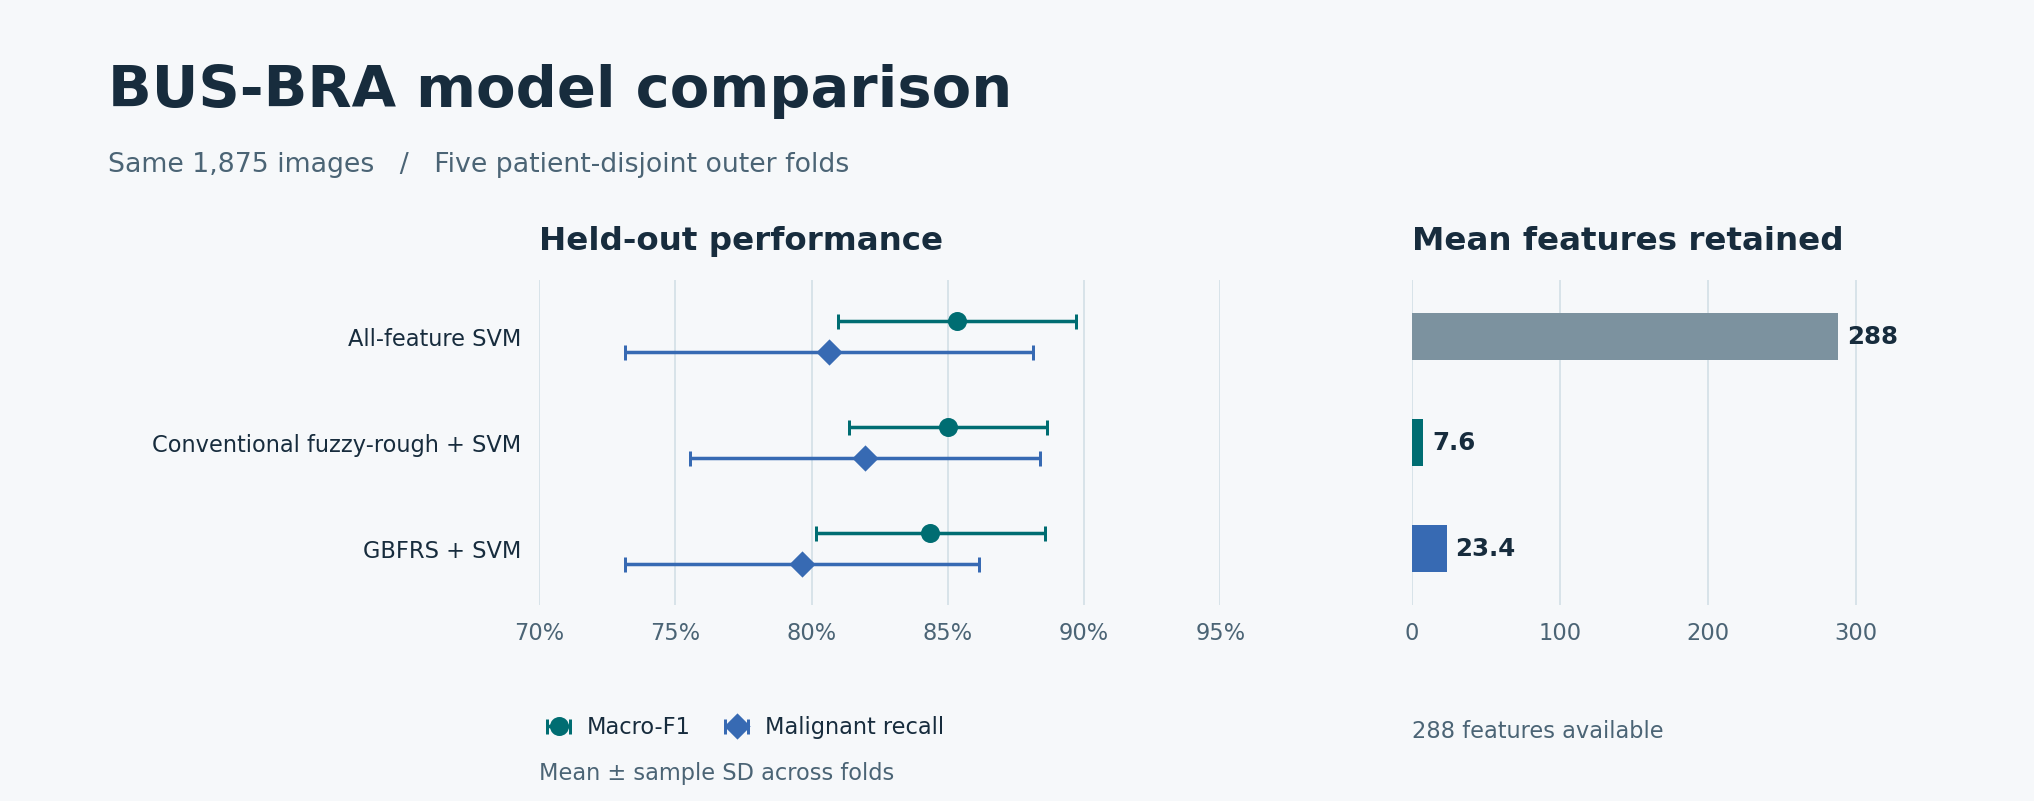 BUS-BRA model comparison
Same 1,875 images / Five patient-disjoint outer folds
Held-out performance
All-feature SVM
Conventional fuzzy-rough + SVM
GBFRS + SVM
70% 75% 80% 85% 90% 95%
Macro-F1 Malignant recall
Mean ± sample SD across folds
Mean features retained
288
7.6
23.4
0 100 200 300
288 features available